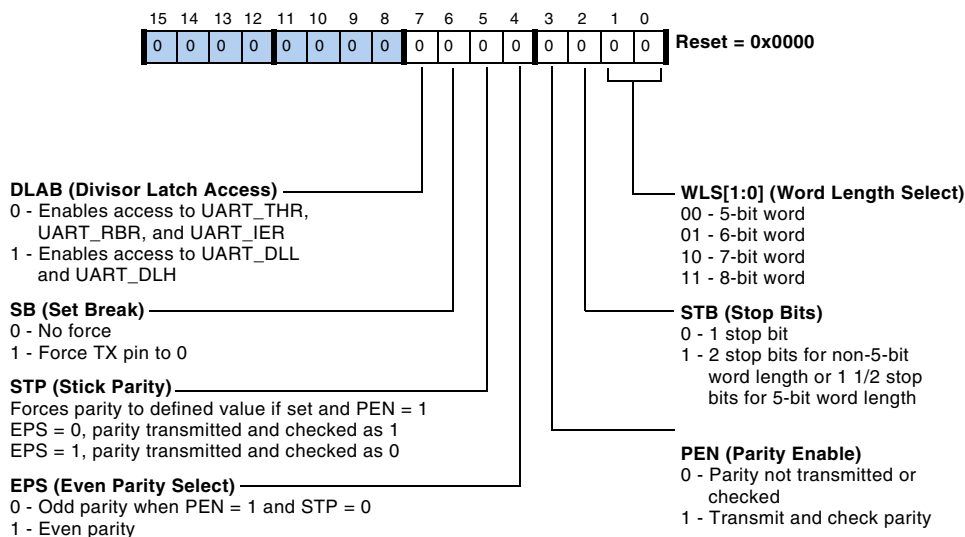 15 14 13 12 11 10 9 8 7 6 5 4 3 2 1 0
0 0 0 0 0 0 0 0 0 0 0 0 0 0 0 0 Reset = 0x0000
DLAB (Divisor Latch Access)
0 - Enables access to UART_THR,
UART_RBR, and UART_IER
1 - Enables access to UART_DLL
and UART_DLH
SB (Set Break)
0 - No force
1 - Force TX pin to 0
STP (Stick Parity)
Forces parity to defined value if set and PEN = 1
EPS = 0, parity transmitted and checked as 1
EPS = 1, parity transmitted and checked as 0
EPS (Even Parity Select)
0 - Odd parity when PEN = 1 and STP = 0
1 - Even parity
WLS[1:0] (Word Length Select)
00 - 5-bit word
01 - 6-bit word
10 - 7-bit word
11 - 8-bit word
STB (Stop Bits)
0 - 1 stop bit
1 - 2 stop bits for non-5-bit
word length or 1 1/2 stop
bits for 5-bit word length
PEN (Parity Enable)
0 - Parity not transmitted or
checked
1 - Transmit and check parity